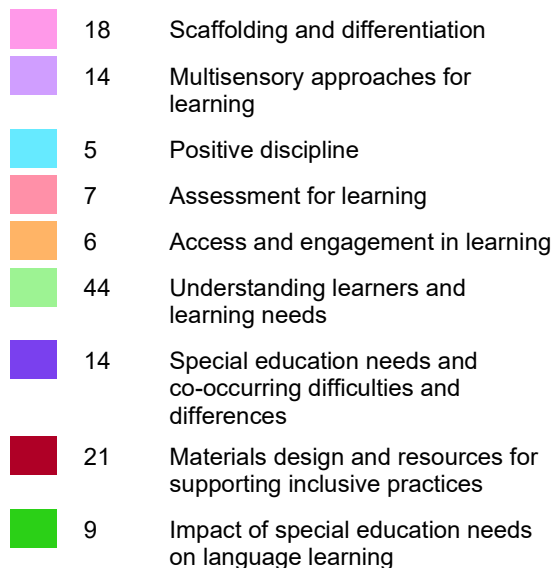 18 Scaffolding and differentiation
14 Multisensory approaches for
learning
5 Positive discipline
7 Assessment for learning
6 Access and engagement in learning
44 Understanding learners and
learning needs
14 Special education needs and
co-occurring difficulties and
differences
21 Materials design and resources for
supporting inclusive practices
9 Impact of special education needs
on language learning